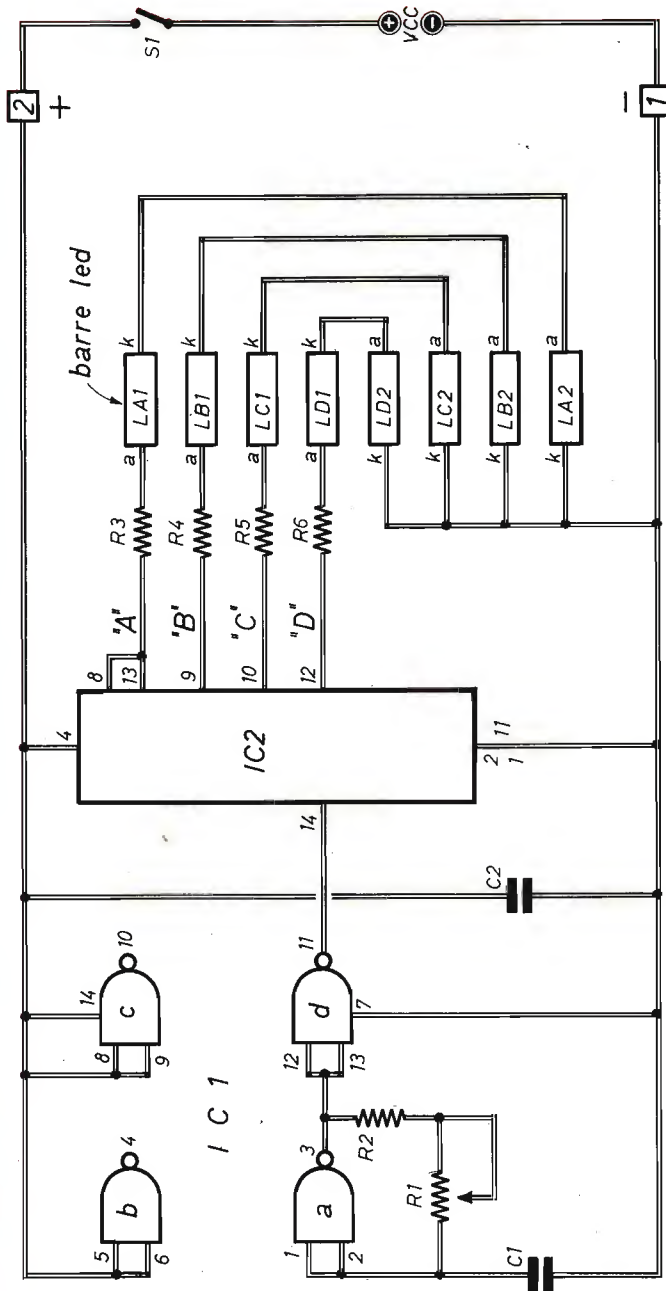 2
+
S1
VCC
+
−
−
1
barre led
a LA1 k
a LB1 k
a LC1 k
a LD1 k
k LD2 a
k LC2 a
k LB2 a
k LA2 a
R3
R4
R5
R6
"A"
"B"
"C"
"D"
8
13
9
10
12
4
IC2
14
11
2
1
C2
14
c
8
9
10
b
5
6
4
I C 1
d
12
13
11
7
a
1
2
3
R2
R1
C1